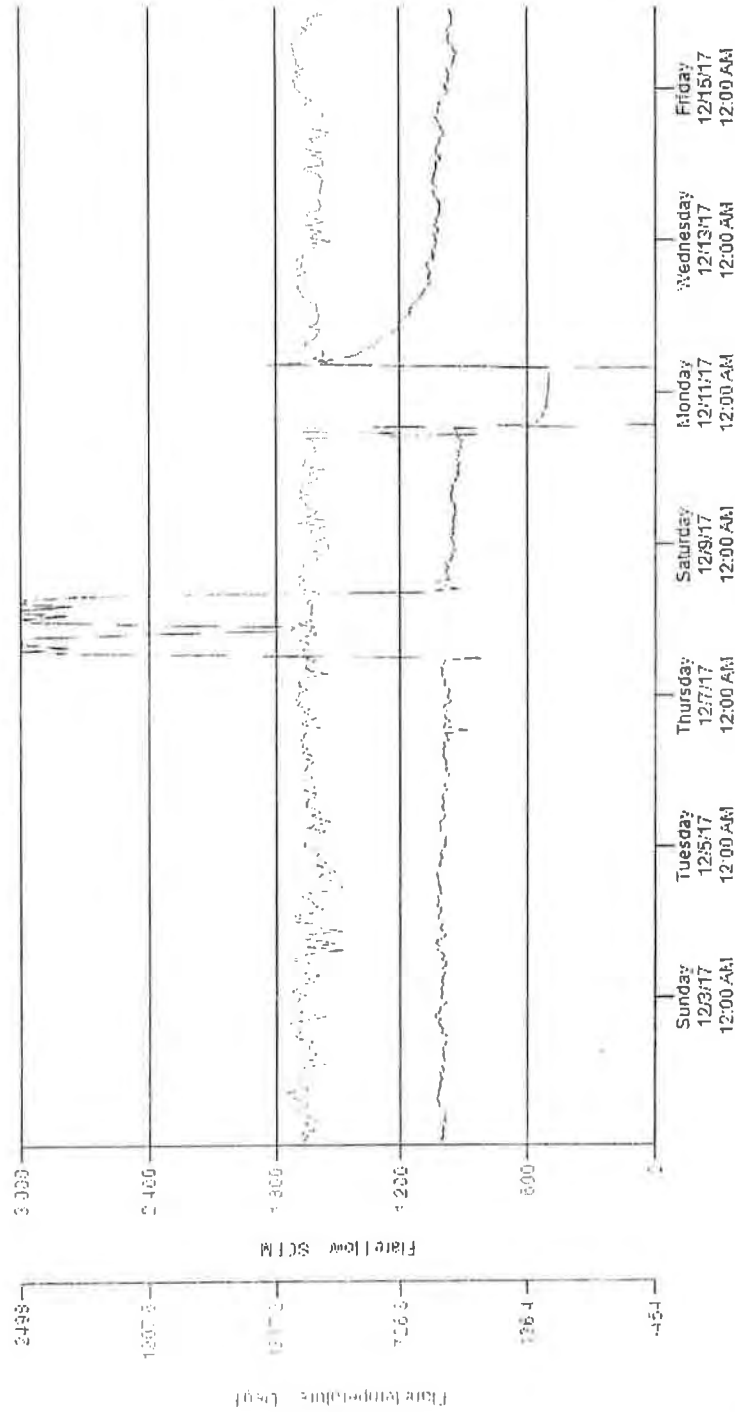 3 000
2 400
1 800
1 200
600
Flare Flow SCFM
2498
-454
Sunday
12/3/17
12:00 AM
Tuesday
12/5/17
12:00 AM
Thursday
12/7/17
12:00 AM
Saturday
12/9/17
12:00 AM
Monday
12/11/17
12:00 AM
Wednesday
12/13/17
12:00 AM
Friday
12/15/17
12:00 AM
Flare temperature